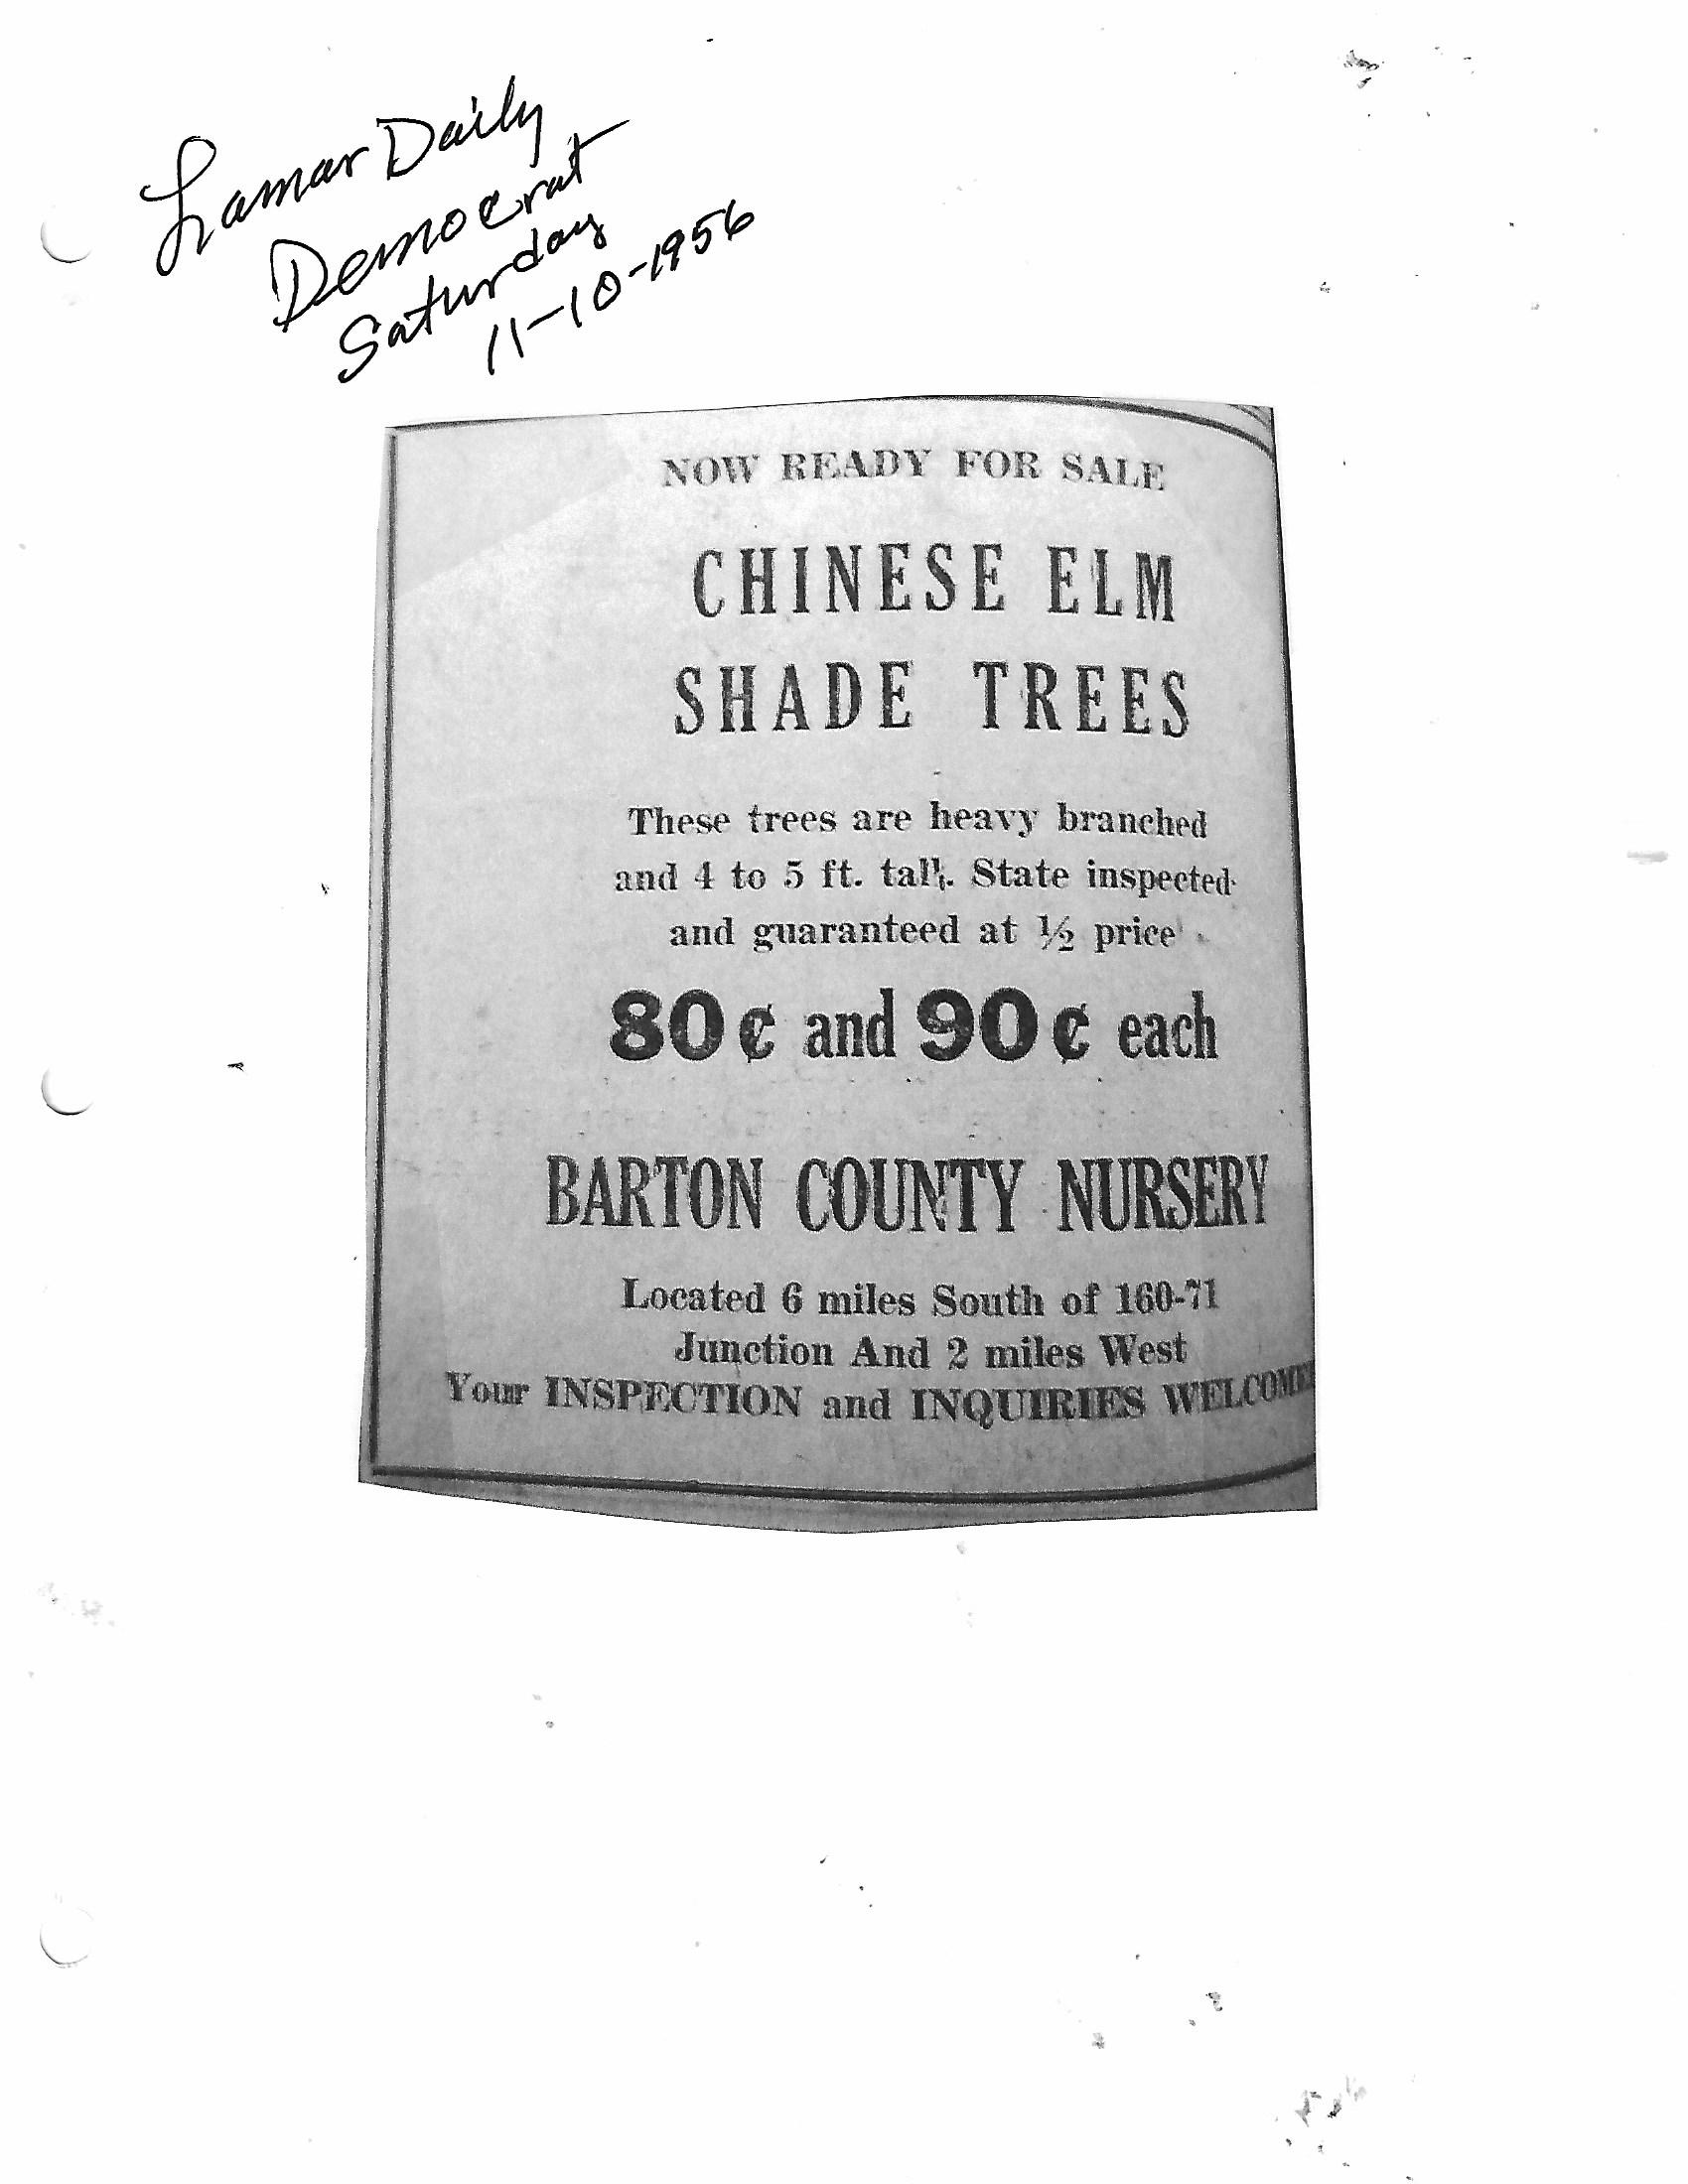 Lamar Daily
Democrat
Saturday
11-10-1956
NOW READY FOR SALE
CHINESE ELM
SHADE TREES
These trees are heavy branched
and 4 to 5 ft. tall. State inspected
and guaranteed at ½ price
80¢ and 90¢ each
BARTON COUNTY NURSERY
Located 6 miles South of 160-71
Junction And 2 miles West
Your INSPECTION and INQUIRIES WELCOME